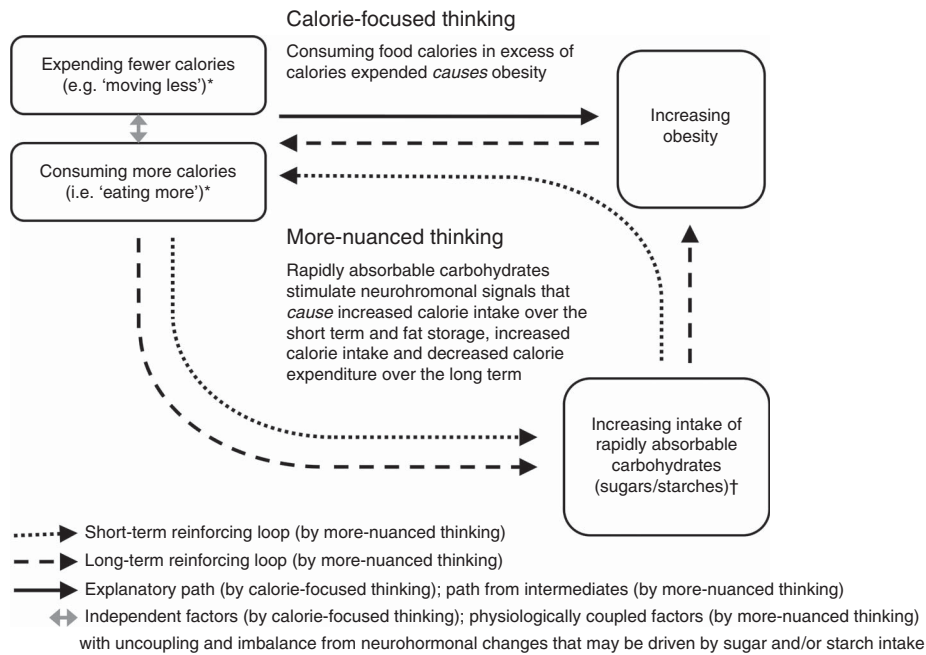 Calorie-focused thinking
Expending fewer calories
(e.g. ‘moving less’)*
Consuming food calories in excess of
calories expended causes obesity
Increasing
obesity
Consuming more calories
(i.e. ‘eating more’)*
More-nuanced thinking
Rapidly absorbable carbohydrates
stimulate neurohromonal signals that
cause increased calorie intake over the
short term and fat storage, increased
calorie intake and decreased calorie
expenditure over the long term
Increasing intake of
rapidly absorbable
carbohydrates
(sugars/starches)†
Short-term reinforcing loop (by more-nuanced thinking)
Long-term reinforcing loop (by more-nuanced thinking)
Explanatory path (by calorie-focused thinking); path from intermediates (by more-nuanced thinking)
Independent factors (by calorie-focused thinking); physiologically coupled factors (by more-nuanced thinking)
with uncoupling and imbalance from neurohormonal changes that may be driven by sugar and/or starch intake